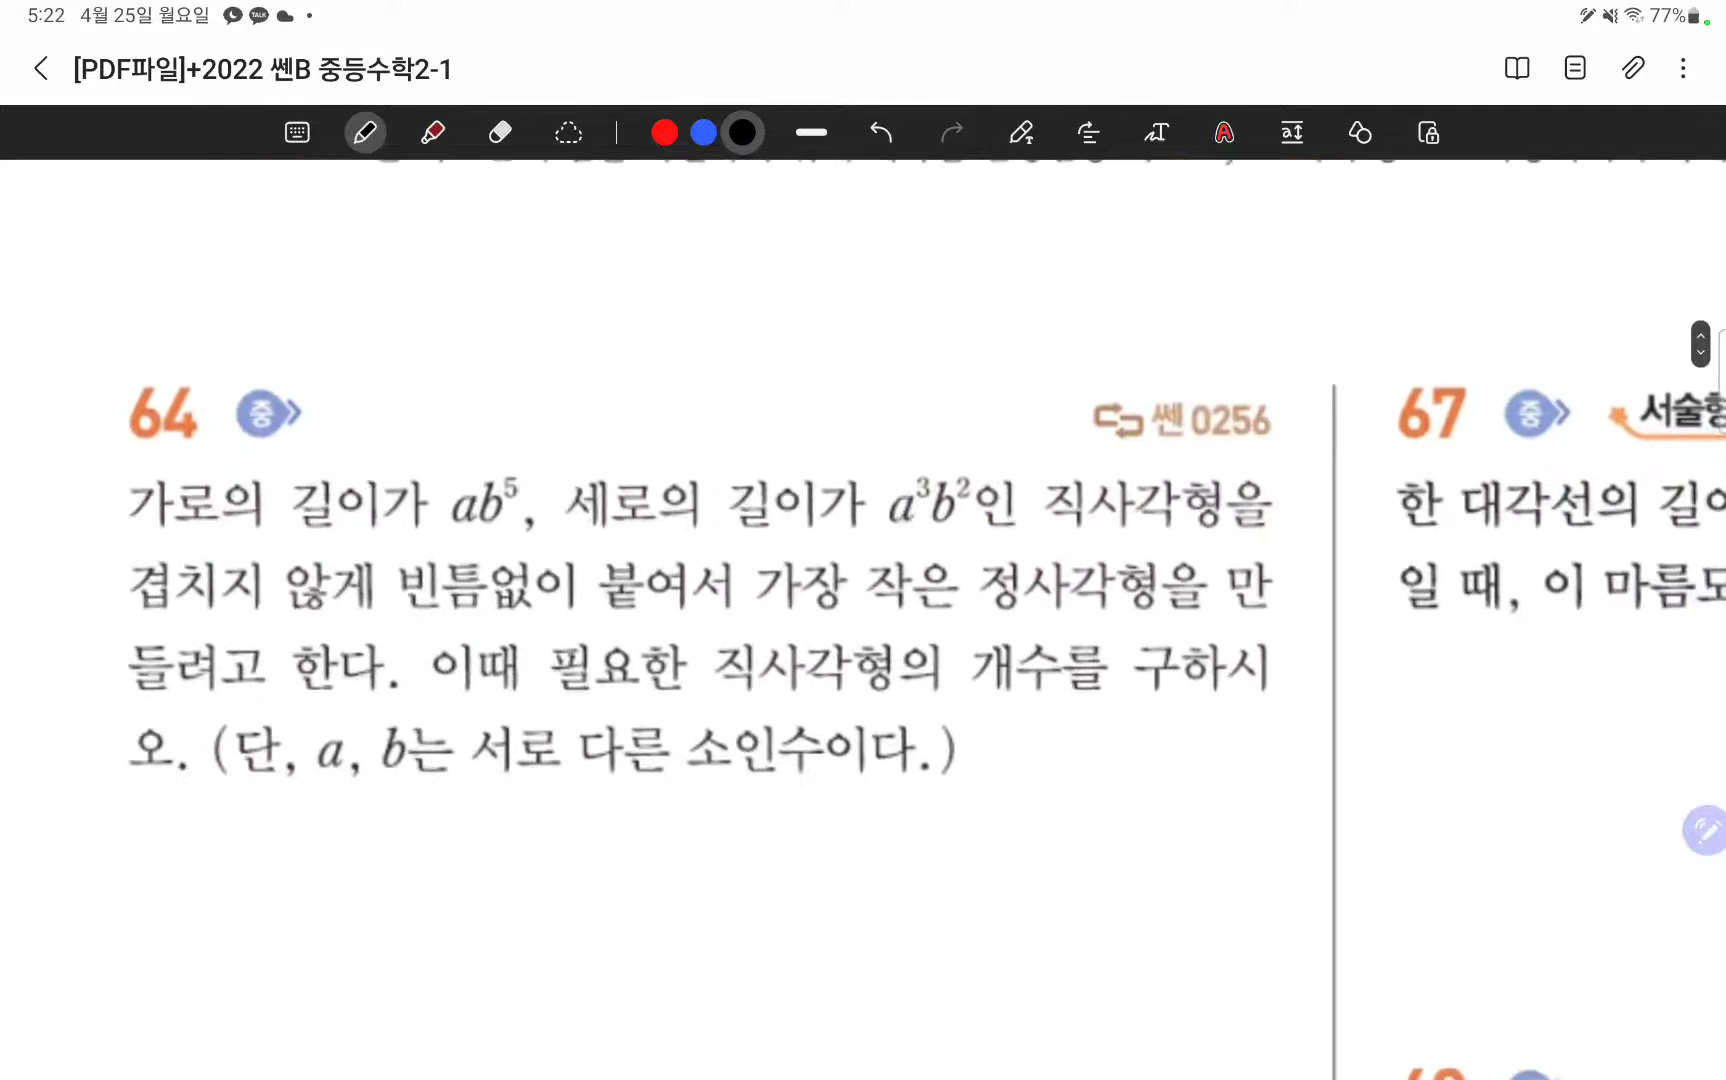 5:22 4월 25일 월요일 TALK 77%
[PDF파일]+2022 쎈B 중등수학2-1
64 중 쎈 0256
가로의 길이가 ab⁵, 세로의 길이가 a³b²인 직사각형을
겹치지 않게 빈틈없이 붙여서 가장 작은 정사각형을 만
들려고 한다. 이때 필요한 직사각형의 개수를 구하시
오. (단, a, b는 서로 다른 소인수이다.)
67 중 서술형
한 대각선의
일 때, 이